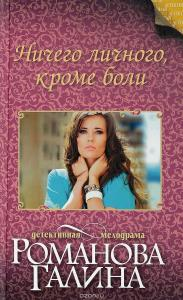 Ничего личного,
кроме боли
детективная мелодрама
РОМАНОВА
ГАЛИНА